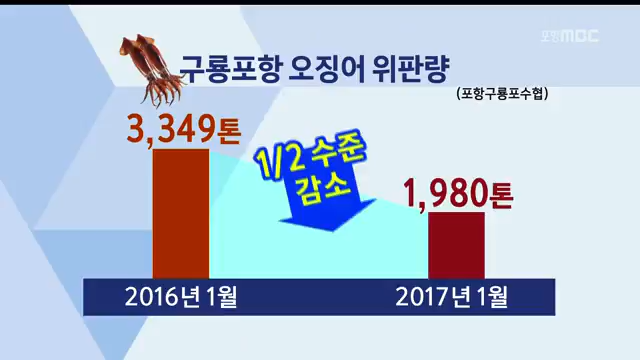 포항MBC
구룡포항 오징어 위판량
(포항구룡포수협)
3,349톤
1/2 수준
감소
1,980톤
2016년 1월
2017년 1월